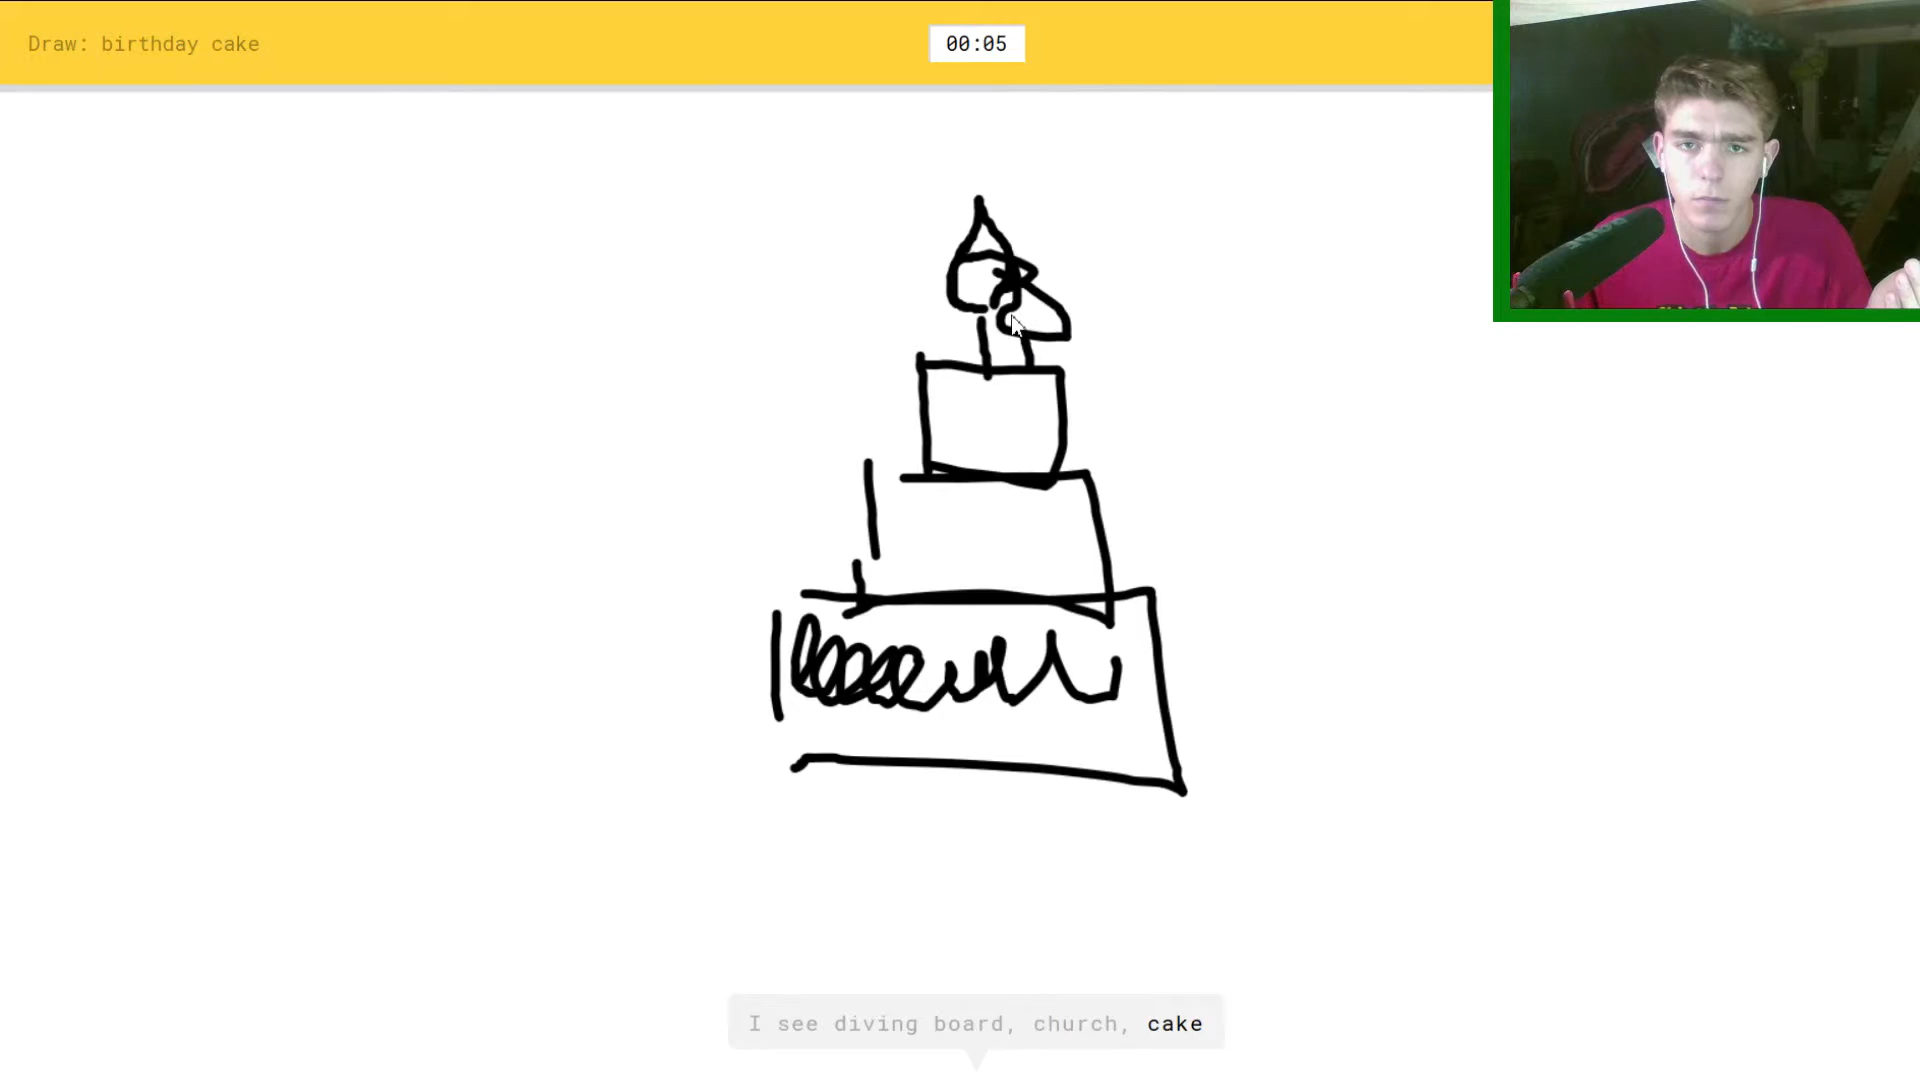 Draw: birthday cake
00:05
I see diving board, church, cake